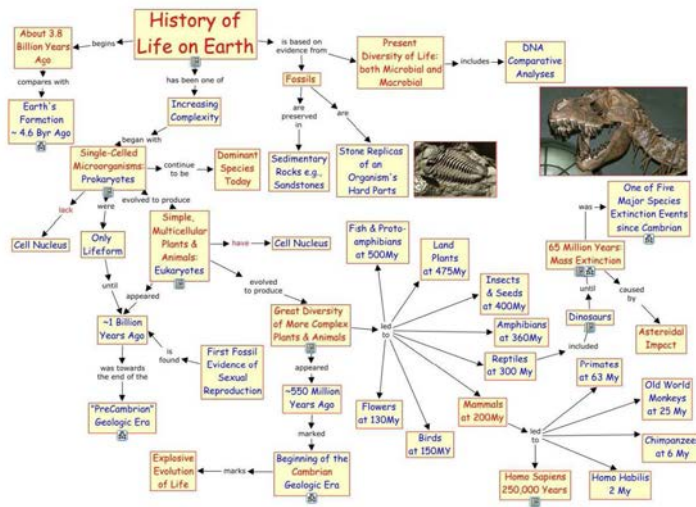 History of
Life on Earth
About 3.8
Billion Years
Ago
begins
compares with
Earth's
Formation
~ 4.6 Byr Ago
is based on
evidence from
Present
Diversity of Life:
both Microbial and
Macrobial
includes
DNA
Comparative
Analyses
Fossils
are
preserved
in
are
Sedimentary
Rocks e.g.,
Sandstones
Stone Replicas
of an
Organism's
Hard Parts
has been one of
Increasing
Complexity
began with
Single-Celled
Microorganisms:
Prokaryotes
continue
to be
Dominant
Species
Today
lack
Cell Nucleus
were
Only
Lifeform
until
evolved to produce
Simple,
Multicellular
Plants &
Animals:
Eukaryotes
have
Cell Nucleus
appeared
~1 Billion
Years Ago
is
found
First Fossil
Evidence of
Sexual
Reproduction
was towards
the end of the
"PreCambrian"
Geologic Era
evolved
to produce
Great Diversity
of More Complex
Plants & Animals
appeared
~550 Million
Years Ago
marked
Beginning of the
Cambrian
Geologic Era
marks
Explosive
Evolution
of Life
led
to
Fish & Proto-
amphibians
at 500My
Land
Plants
at 475My
Insects
& Seeds
at 400My
Amphibians
at 360My
Reptiles
at 300 My
included
Dinosaurs
until
65 Million Years:
Mass Extinction
was
One of Five
Major Species
Extinction Events
since Cambrian
caused
by
Asteroidal
Impact
Flowers
at 130My
Birds
at 150MY
Mammals
at 200My
led
to
Primates
at 63 My
Old World
Monkeys
at 25 My
Chimpanzee
at 6 My
Homo Habilis
2 My
Homo Sapiens
250,000 Years